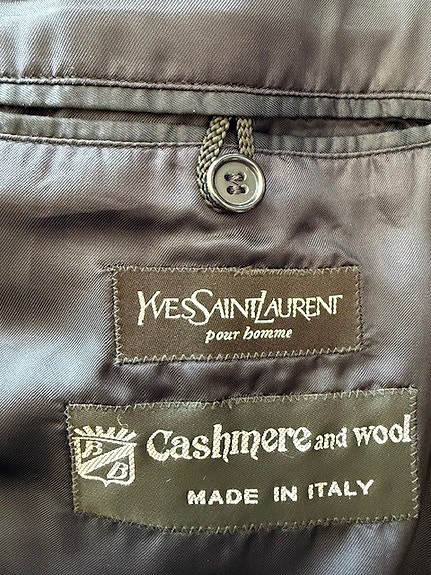 YVESSAINTLAURENT
pour homme
B
B
Cashmere and wool
MADE IN ITALY